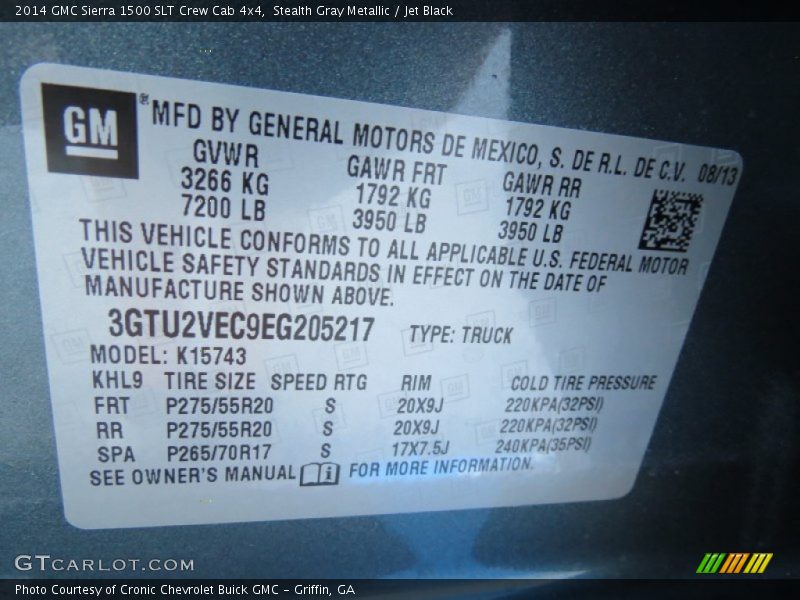 2014 GMC Sierra 1500 SLT Crew Cab 4x4, Stealth Gray Metallic / Jet Black
GM
® MFD BY GENERAL MOTORS DE MEXICO, S. DE R.L. DE C.V. 08/13
GVWR GAWR FRT GAWR RR
3266 KG 1792 KG 1792 KG
7200 LB 3950 LB 3950 LB
THIS VEHICLE CONFORMS TO ALL APPLICABLE U.S. FEDERAL MOTOR
VEHICLE SAFETY STANDARDS IN EFFECT ON THE DATE OF
MANUFACTURE SHOWN ABOVE.
3GTU2VEC9EG205217 TYPE: TRUCK
MODEL: K15743
KHL9 TIRE SIZE SPEED RTG RIM COLD TIRE PRESSURE
FRT P275/55R20 S 20X9J 220KPA(32PSI)
RR P275/55R20 S 20X9J 220KPA(32PSI)
SPA P265/70R17 S 17X7.5J 240KPA(35PSI)
SEE OWNER'S MANUAL i FOR MORE INFORMATION.
GTCARLOT.COM
Photo Courtesy of Cronic Chevrolet Buick GMC – Griffin, GA